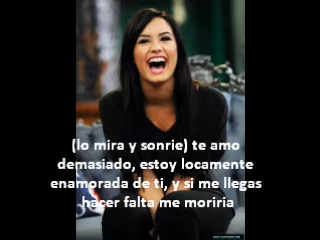 (lo mira y sonrie) te amo
demasiado, estoy locamente
enamorada de ti, y si me llegas
hacer falta me moriria